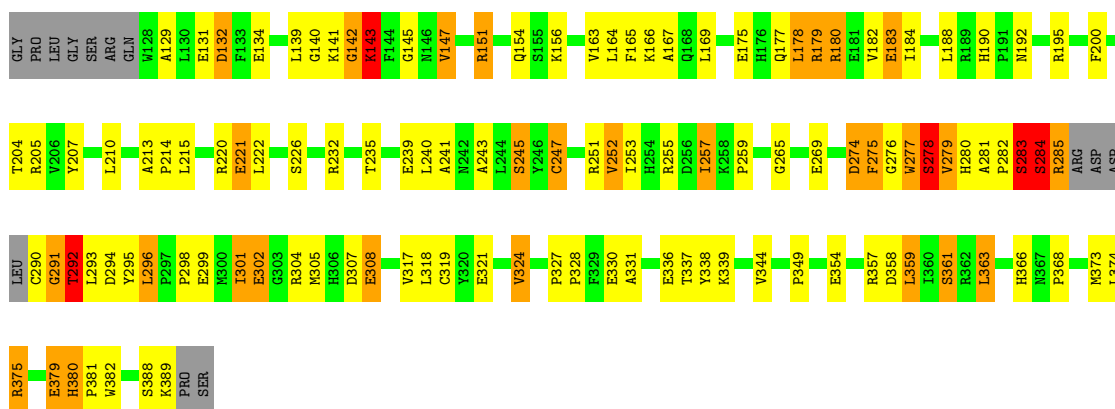 GLY PRO LEU GLY SER ARG GLN W128 A129 L130 E131 D132 F133 E134 L139 G140 K141 G142 K143 F144 G145 N146 V147 R151 Q154 S155 K156 V163 L164 F165 K166 A167 Q168 L169 E175 H176 Q177 L178 R179 R180 E181 V182 E183 I184 L188 R189 H190 P191 N192 R195 F200
T204 R205 V206 Y207 L210 A213 P214 L215 R220 E221 L222 S226 R232 T235 E239 L240 A241 N242 A243 L244 S245 Y246 C247 R251 V252 I253 H254 R255 D256 I257 K258 P259 G265 E269 D274 F275 G276 W277 S278 V279 H280 A281 P282 S283 S284 R285 ARG ASP ASP
LEU C290 G291 T292 L293 D294 Y295 L296 P297 P298 E299 M300 I301 E302 G303 R304 M305 H306 D307 E308 V317 L318 C319 Y320 E321 V324 P327 P328 F329 E330 A331 E336 T337 Y338 K339 V344 P349 E354 R357 D358 L359 I360 S361 R362 L363 H366 N367 P368 M373 L374
R375 E379 H380 P381 W382 S388 K389 PRO SER